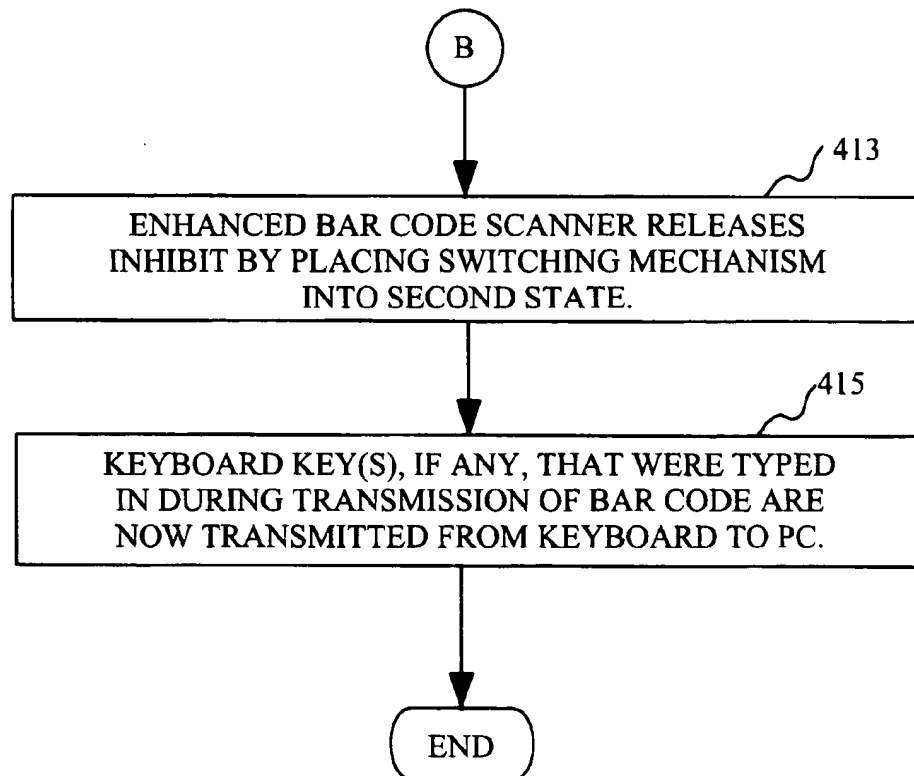 B
413
ENHANCED BAR CODE SCANNER RELEASES
INHIBIT BY PLACING SWITCHING MECHANISM
INTO SECOND STATE.
415
KEYBOARD KEY(S), IF ANY, THAT WERE TYPED
IN DURING TRANSMISSION OF BAR CODE ARE
NOW TRANSMITTED FROM KEYBOARD TO PC.
END